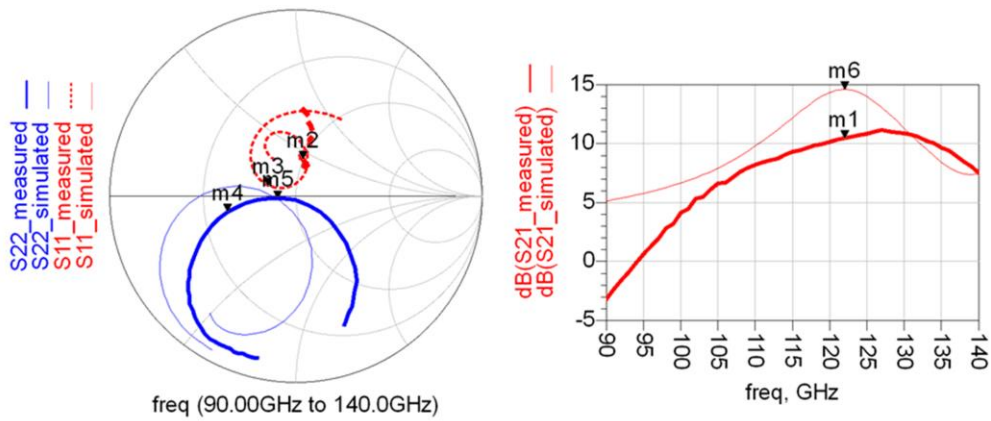 S22_measured
S22_simulated
S11_measured
S11_simulated
m2
m3
m5
m4
freq (90.00GHz to 140.0GHz)
dB(S21_measured)
dB(S21_simulated)
15
10
5
0
-5
m6
m1
90 95 100 105 110 115 120 125 130 135 140
freq, GHz